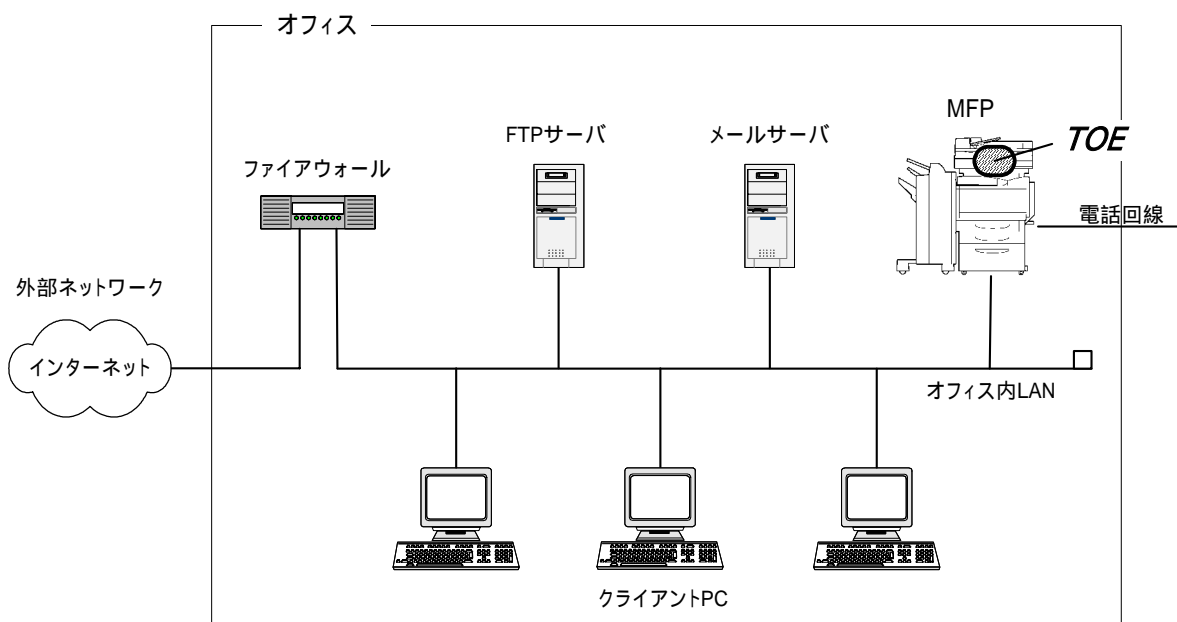 オフィス
MFP
TOE
FTPサーバ
メールサーバ
ファイアウォール
電話回線
外部ネットワーク
インターネット
オフィス内LAN
クライアントPC